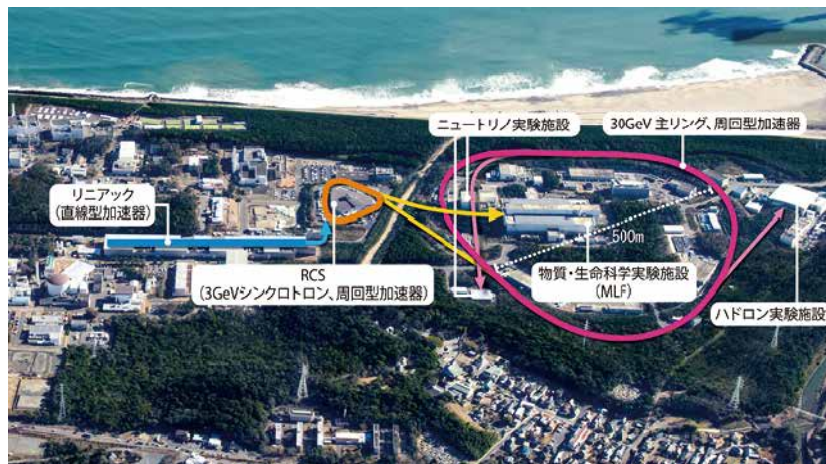 ニュートリノ実験施設
30GeV 主リング、周回型加速器
リニアック
(直線型加速器)
500m
RCS
(3GeVシンクロトロン、周回型加速器)
物質・生命科学実験施設
(MLF)
ハドロン実験施設